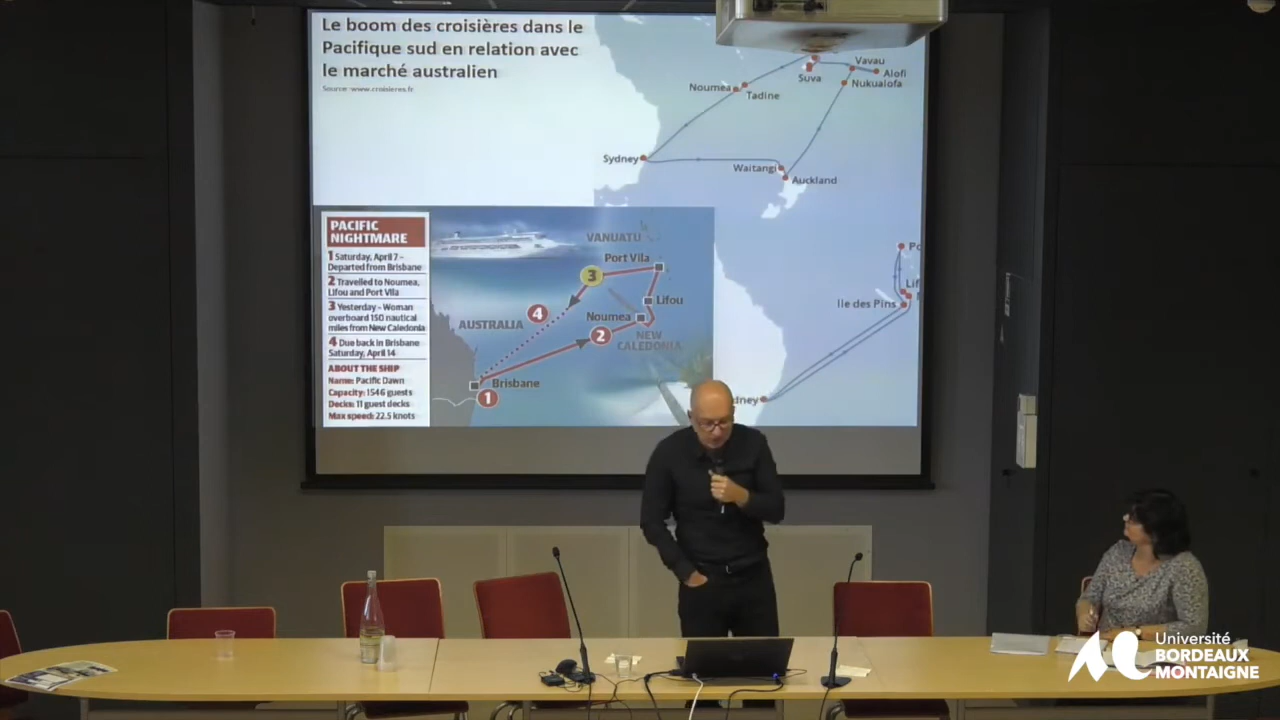 Le boom des croisières dans le
Pacifique sud en relation avec
le marché australien
Source: www.croisieres.fr
Vavau
Alofi
Suva
Nukualofa
Noumea
Tadine
Sydney
Waitangi
Auckland
Ile des Pins
PACIFIC
NIGHTMARE
1 Saturday, April 7 –
Departed from Brisbane
2 Travelled to Noumea,
Lifou and Port Vila
3 Yesterday – Woman
overboard 150 nautical
miles from New Caledonia
4 Due back in Brisbane
Saturday, April 14
ABOUT THE SHIP
Name: Pacific Dawn
Capacity: 1546 guests
Decks: 11 guest decks
Max speed: 22.5 knots
VANUATU
Port Vila
3
Lifou
4
AUSTRALIA
Noumea
2
NEW
CALEDONIA
Brisbane
1
dney
Université
BORDEAUX
MONTAIGNE